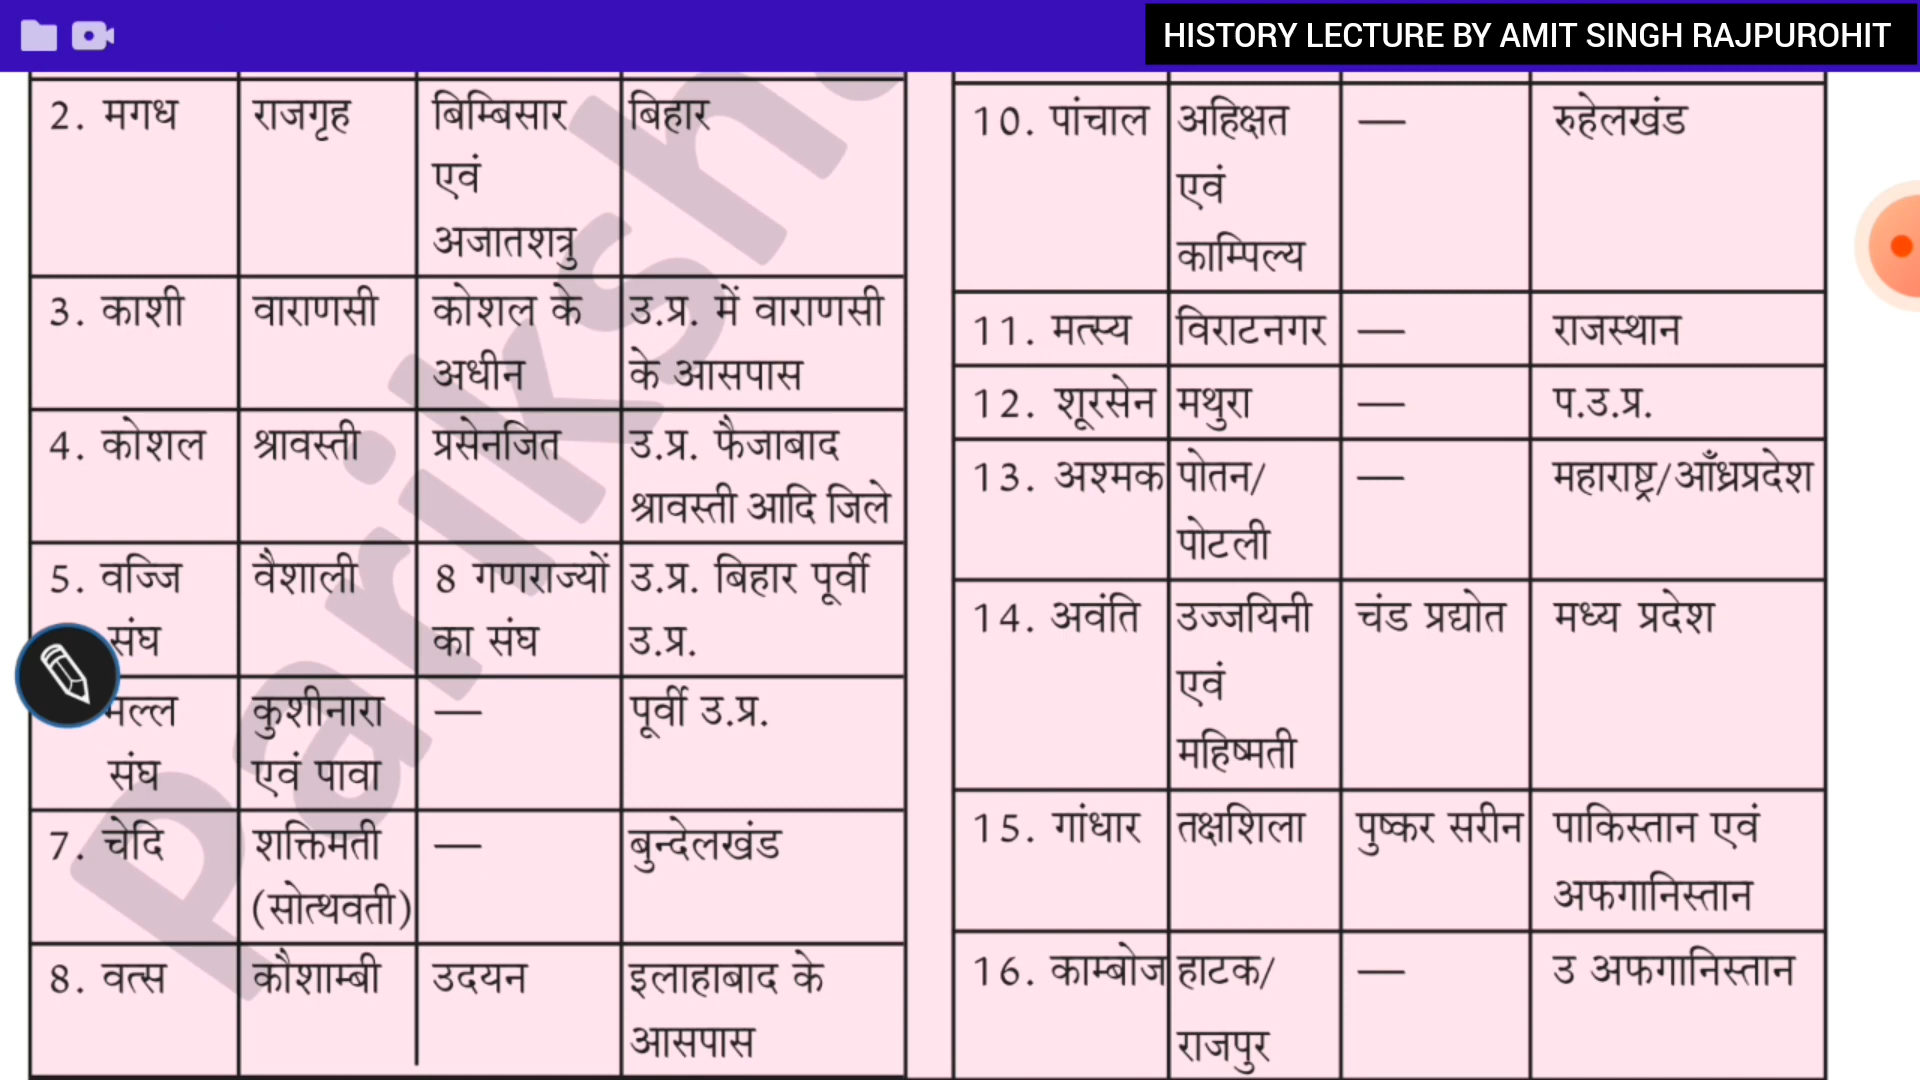 HISTORY LECTURE BY AMIT SINGH RAJPUROHIT
2. मगध राजगृह बिम्बिसार बिहार
एवं
अजातशत्रु
3. काशी वाराणसी कोशल के उ.प्र. में वाराणसी
अधीन के आसपास
4. कोशल श्रावस्ती प्रसेनजित उ.प्र. फैजाबाद
श्रावस्ती आदि जिले
5. वज्जि वैशाली 8 गणराज्यों उ.प्र. बिहार पूर्वी
संघ का संघ उ.प्र.
मल्ल कुशीनारा — पूर्वी उ.प्र.
संघ एवं पावा
7. चेदि शक्तिमती — बुन्देलखंड
(सोत्थवती)
8. वत्स कौशाम्बी उदयन इलाहाबाद के
आसपास
10. पांचाल अहिक्षत — रुहेलखंड
एवं
काम्पिल्य
11. मत्स्य विराटनगर — राजस्थान
12. शूरसेन मथुरा — प.उ.प्र.
13. अश्मक पोतन/ — महाराष्ट्र/आँध्रप्रदेश
पोटली
14. अवंति उज्जयिनी चंड प्रद्योत मध्य प्रदेश
एवं
महिष्मती
15. गांधार तक्षशिला पुष्कर सरीन पाकिस्तान एवं
अफगानिस्तान
16. काम्बोज हाटक/ — उ अफगानिस्तान
राजपुर
Pariksh